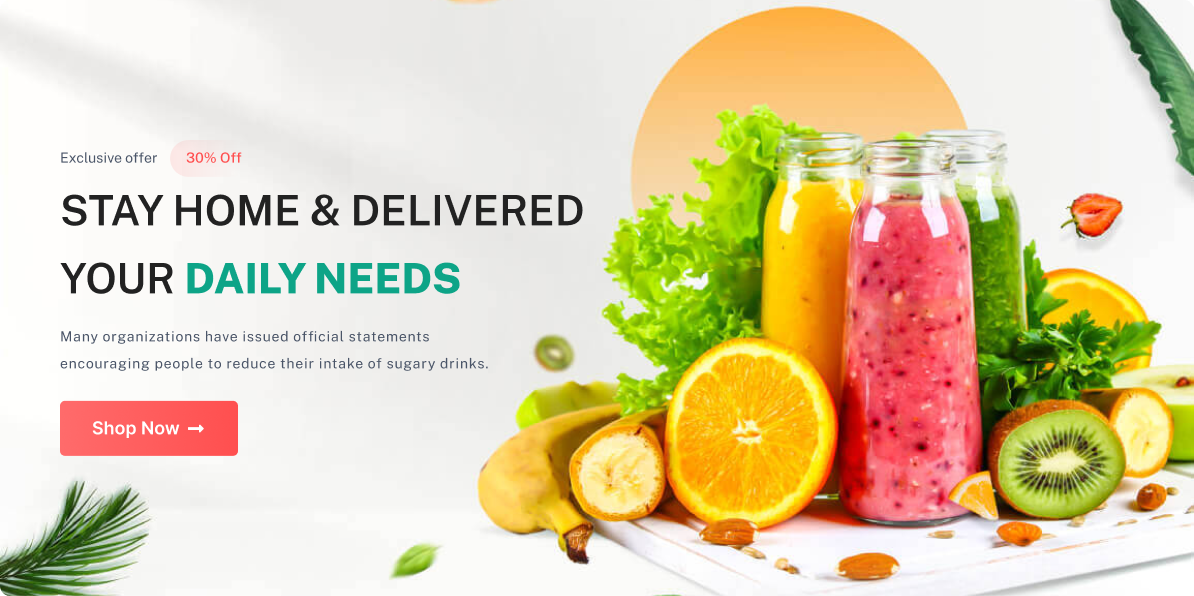 Exclusive offer 30% Off
STAY HOME & DELIVERED
YOUR DAILY NEEDS
Many organizations have issued official statements
encouraging people to reduce their intake of sugary drinks.
Shop Now →